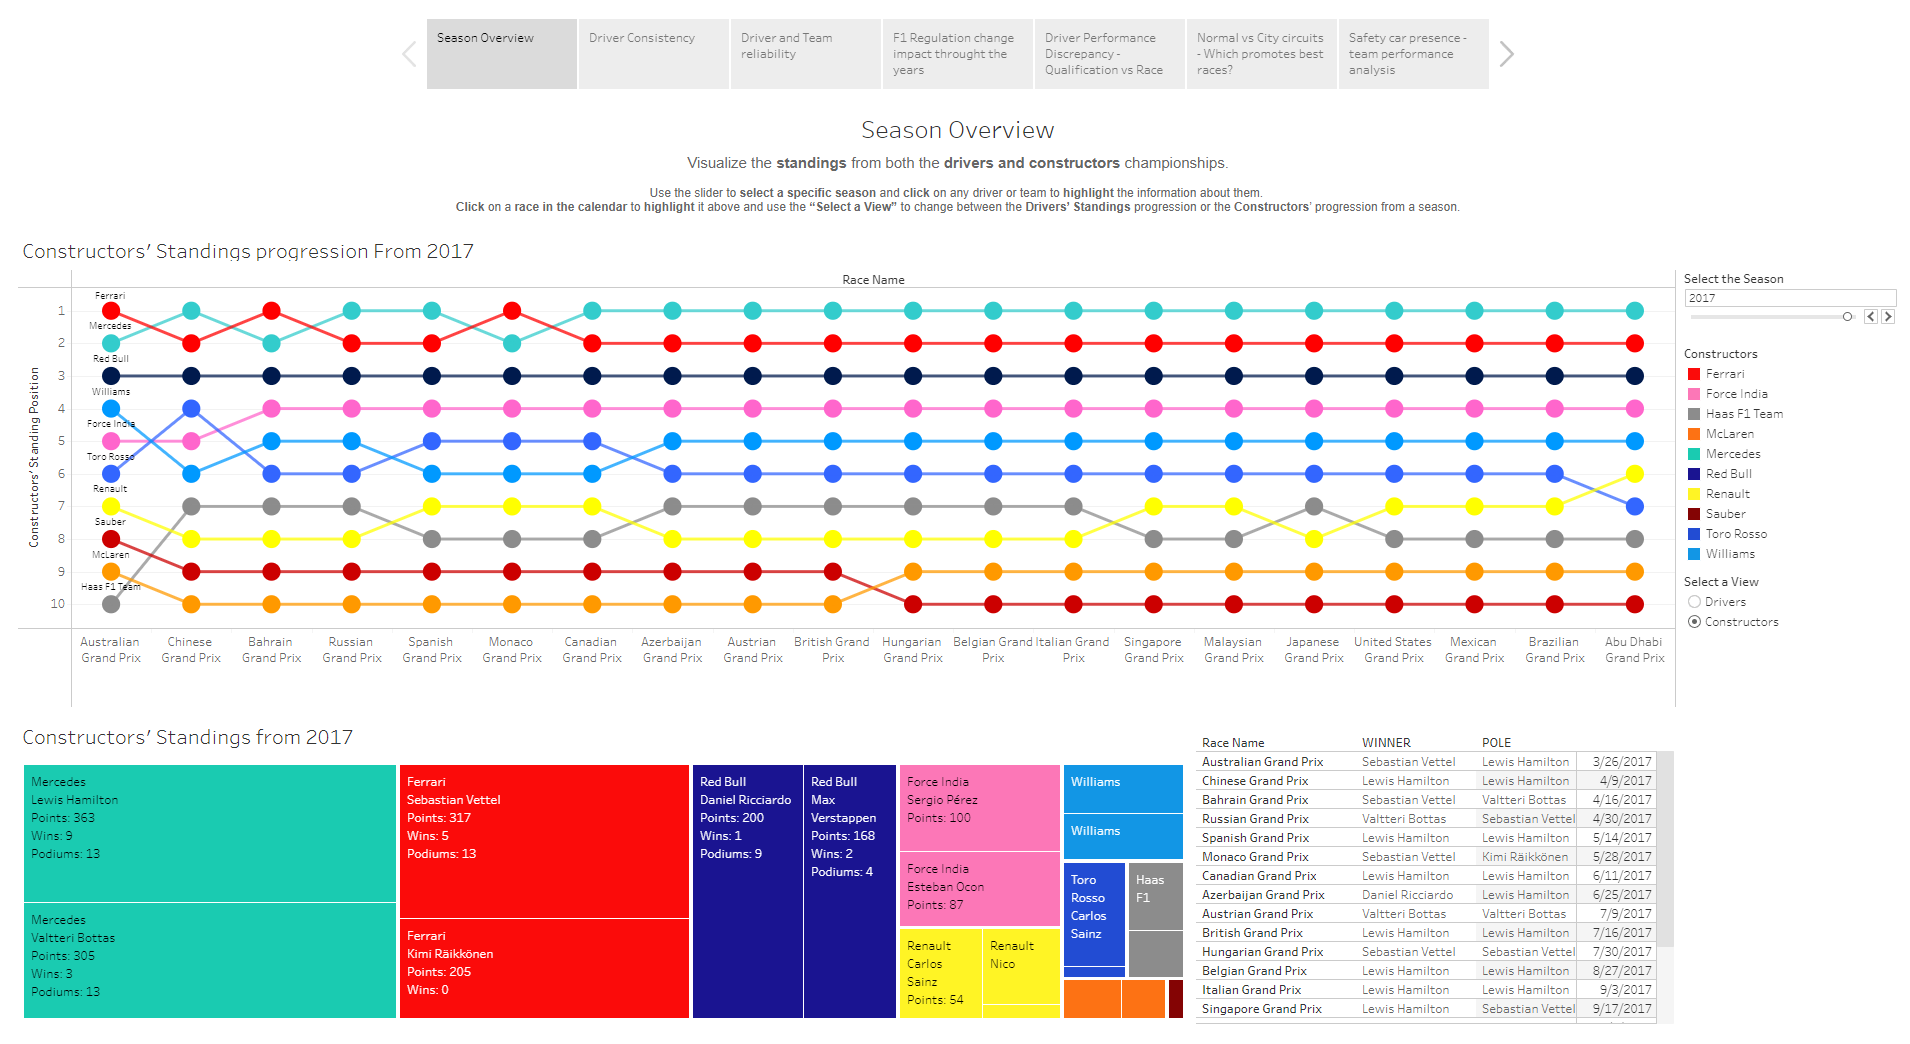 Season Overview
Driver Consistency
Driver and Team
reliability
F1 Regulation change
impact throught the
years
Driver Performance
Discrepancy -
Qualification vs Race
Normal vs City circuits
- Which promotes best
races?
Safety car presence -
team performance
analysis
Season Overview
Visualize the standings from both the drivers and constructors championships.
Use the slider to select a specific season and click on any driver or team to highlight the information about them.
Click on a race in the calendar to highlight it above and use the “Select a View” to change between the Drivers’ Standings progression or the Constructors’ progression from a season.
Constructors’ Standings progression From 2017
Race Name
Constructors’ Standing Position
1
2
3
4
5
6
7
8
9
10
Ferrari
Mercedes
Red Bull
Williams
Force India
Toro Rosso
Renault
Sauber
McLaren
Haas F1 Team
Australian
Grand Prix
Chinese
Grand Prix
Bahrain
Grand Prix
Russian
Grand Prix
Spanish
Grand Prix
Monaco
Grand Prix
Canadian
Grand Prix
Azerbaijan
Grand Prix
Austrian
Grand Prix
British Grand
Prix
Hungarian
Grand Prix
Belgian Grand
Prix
Italian Grand
Prix
Singapore
Grand Prix
Malaysian
Grand Prix
Japanese
Grand Prix
United States
Grand Prix
Mexican
Grand Prix
Brazilian
Grand Prix
Abu Dhabi
Grand Prix
Select the Season
2017
Constructors
Ferrari
Force India
Haas F1 Team
McLaren
Mercedes
Red Bull
Renault
Sauber
Toro Rosso
Williams
Select a View
Drivers
Constructors
Constructors’ Standings from 2017
Mercedes
Lewis Hamilton
Points: 363
Wins: 9
Podiums: 13
Mercedes
Valtteri Bottas
Points: 305
Wins: 3
Podiums: 13
Ferrari
Sebastian Vettel
Points: 317
Wins: 5
Podiums: 13
Ferrari
Kimi Räikkönen
Points: 205
Wins: 0
Red Bull
Daniel Ricciardo
Points: 200
Wins: 1
Podiums: 9
Red Bull
Max
Verstappen
Points: 168
Wins: 2
Podiums: 4
Force India
Sergio Pérez
Points: 100
Force India
Esteban Ocon
Points: 87
Renault
Carlos
Sainz
Points: 54
Renault
Nico
Williams
Williams
Toro
Rosso
Carlos
Sainz
Haas
F1
Race Name WINNER POLE
Australian Grand Prix Sebastian Vettel Lewis Hamilton 3/26/2017
Chinese Grand Prix Lewis Hamilton Lewis Hamilton 4/9/2017
Bahrain Grand Prix Sebastian Vettel Valtteri Bottas 4/16/2017
Russian Grand Prix Valtteri Bottas Sebastian Vettel 4/30/2017
Spanish Grand Prix Lewis Hamilton Lewis Hamilton 5/14/2017
Monaco Grand Prix Sebastian Vettel Kimi Räikkönen 5/28/2017
Canadian Grand Prix Lewis Hamilton Lewis Hamilton 6/11/2017
Azerbaijan Grand Prix Daniel Ricciardo Lewis Hamilton 6/25/2017
Austrian Grand Prix Valtteri Bottas Valtteri Bottas 7/9/2017
British Grand Prix Lewis Hamilton Lewis Hamilton 7/16/2017
Hungarian Grand Prix Sebastian Vettel Sebastian Vettel 7/30/2017
Belgian Grand Prix Lewis Hamilton Lewis Hamilton 8/27/2017
Italian Grand Prix Lewis Hamilton Lewis Hamilton 9/3/2017
Singapore Grand Prix Lewis Hamilton Sebastian Vettel 9/17/2017